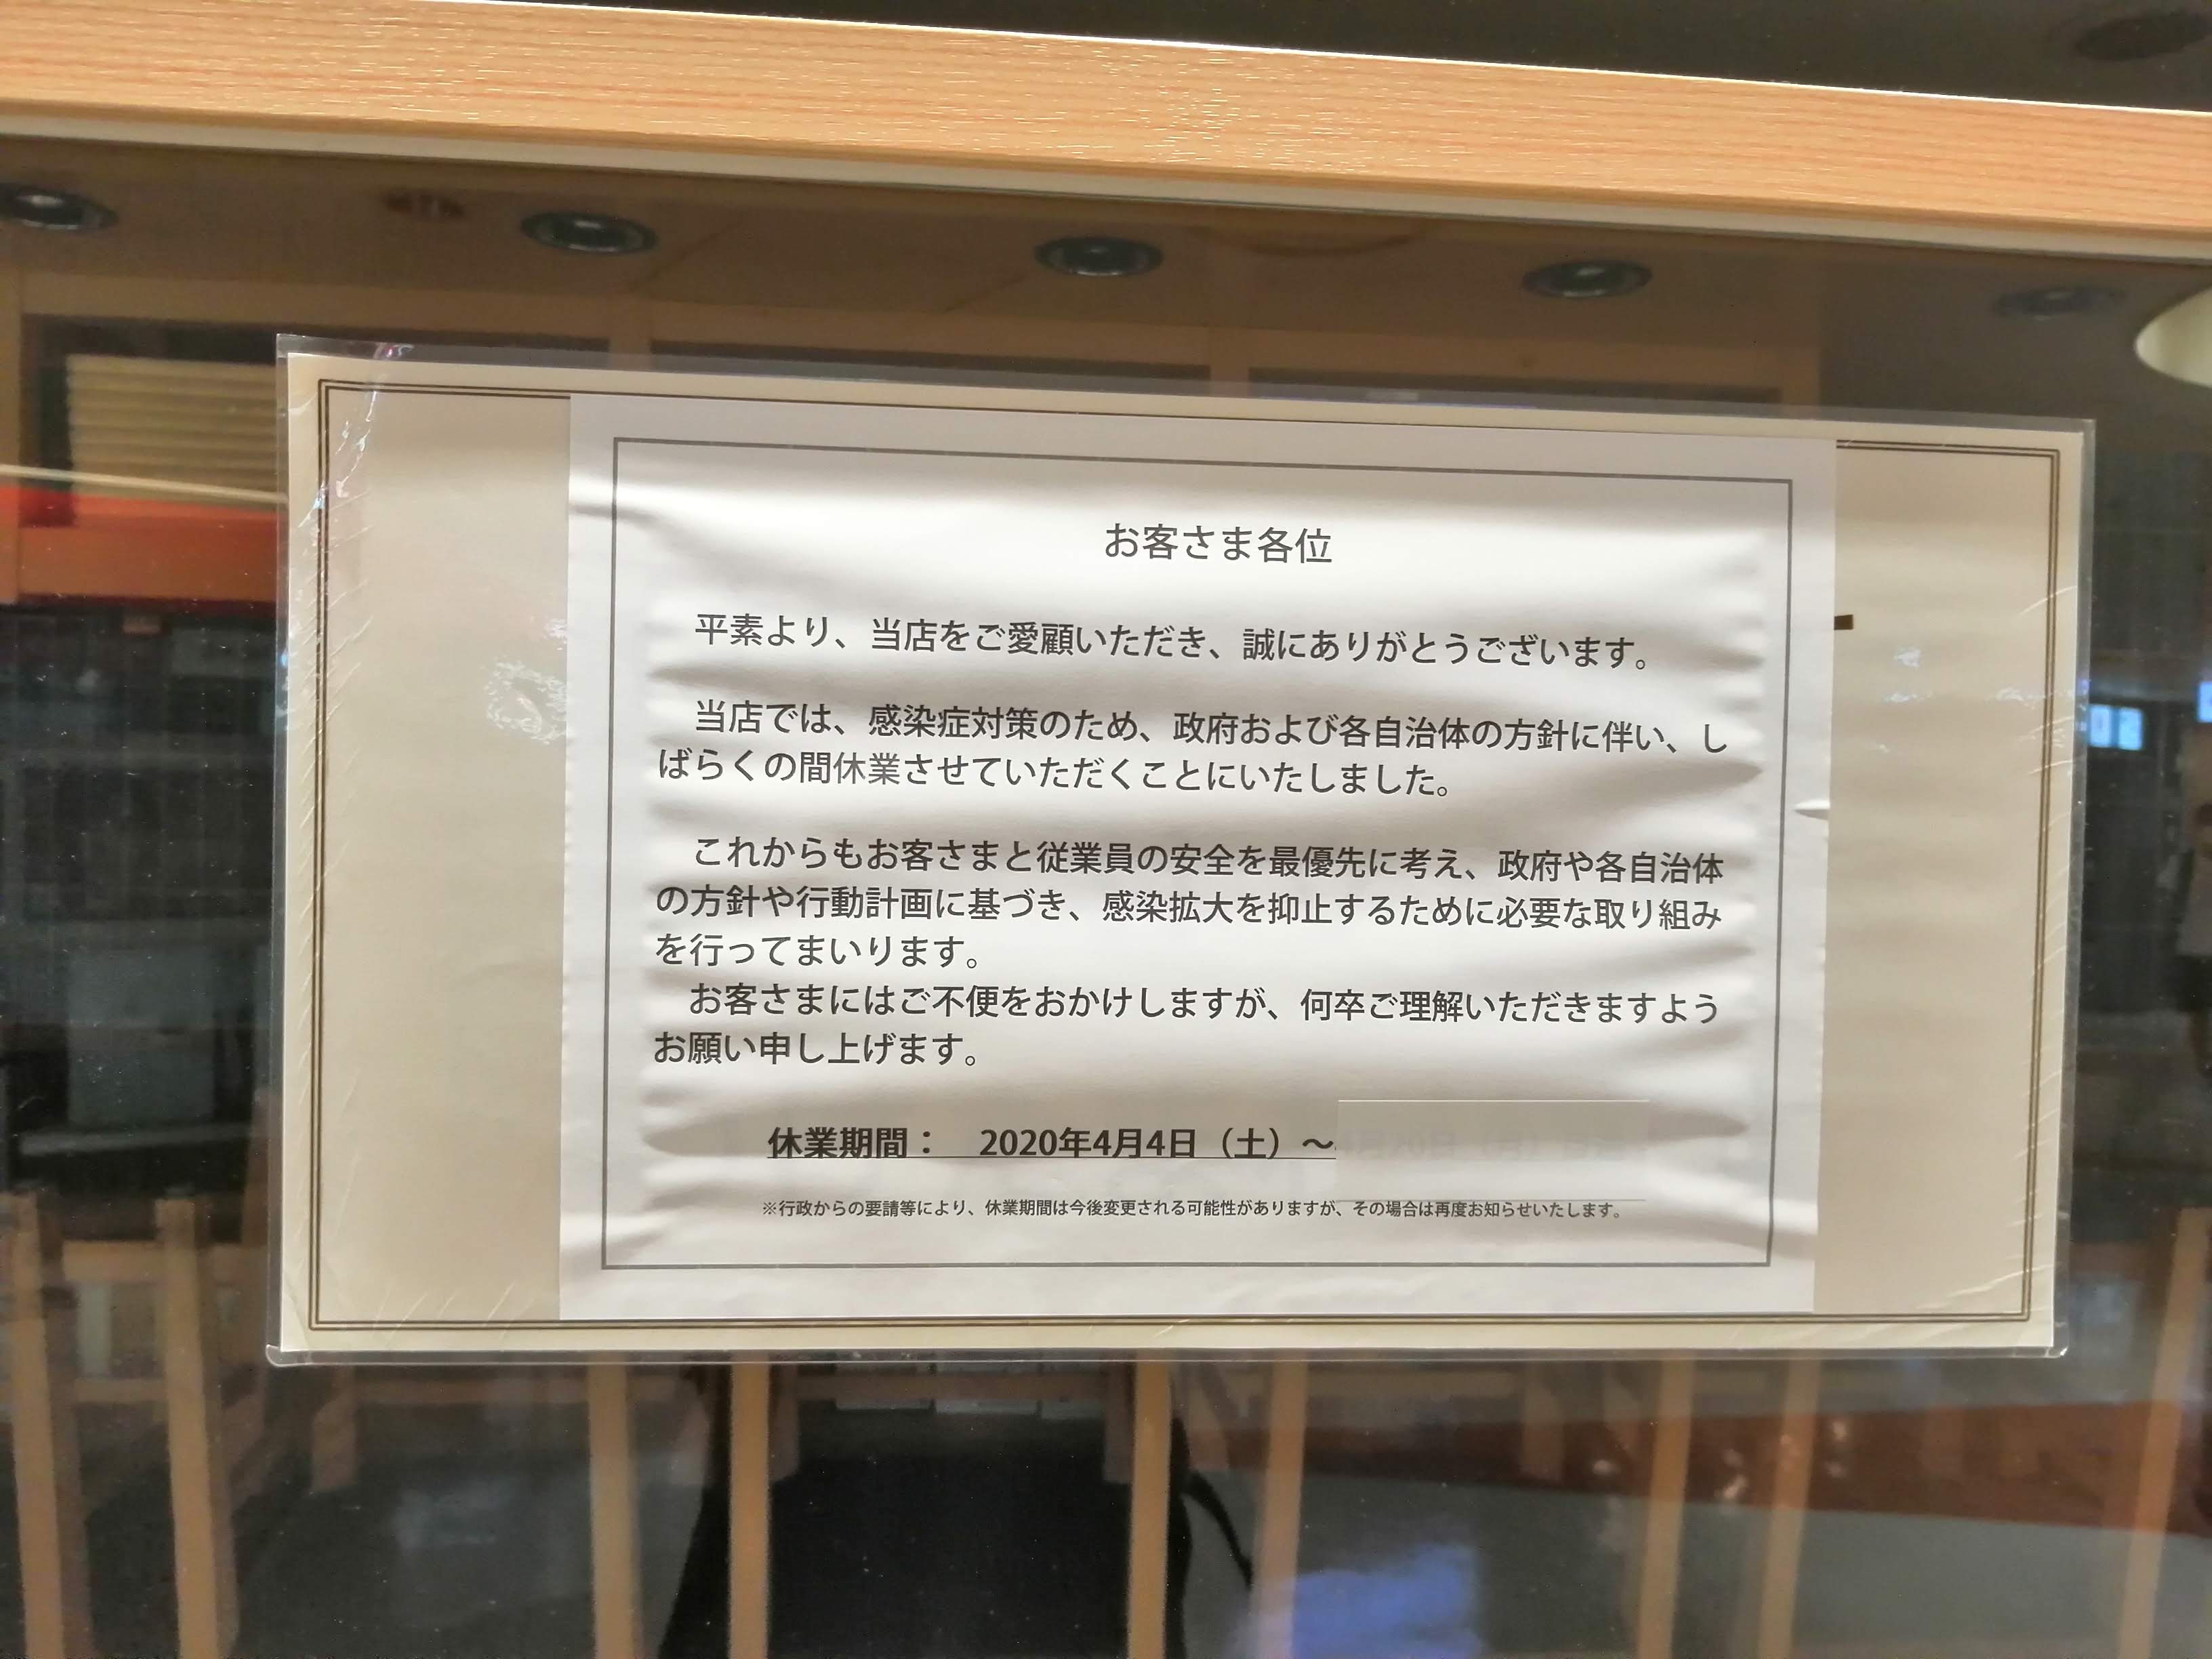 お客さま各位
平素より、当店をご愛顧いただき、誠にありがとうございます。
当店では、感染症対策のため、政府および各自治体の方針に伴い、し
ばらくの間休業させていただくことにいたしました。
これからもお客さまと従業員の安全を最優先に考え、政府や各自治体
の方針や行動計画に基づき、感染拡大を抑止するために必要な取り組み
を行ってまいります。
お客さまにはご不便をおかけしますが、何卒ご理解いただきますよう
お願い申し上げます。
休業期間：　2020年4月4日（土）～
※行政からの要請等により、休業期間は今後変更される可能性がありますが、その場合は再度お知らせいたします。